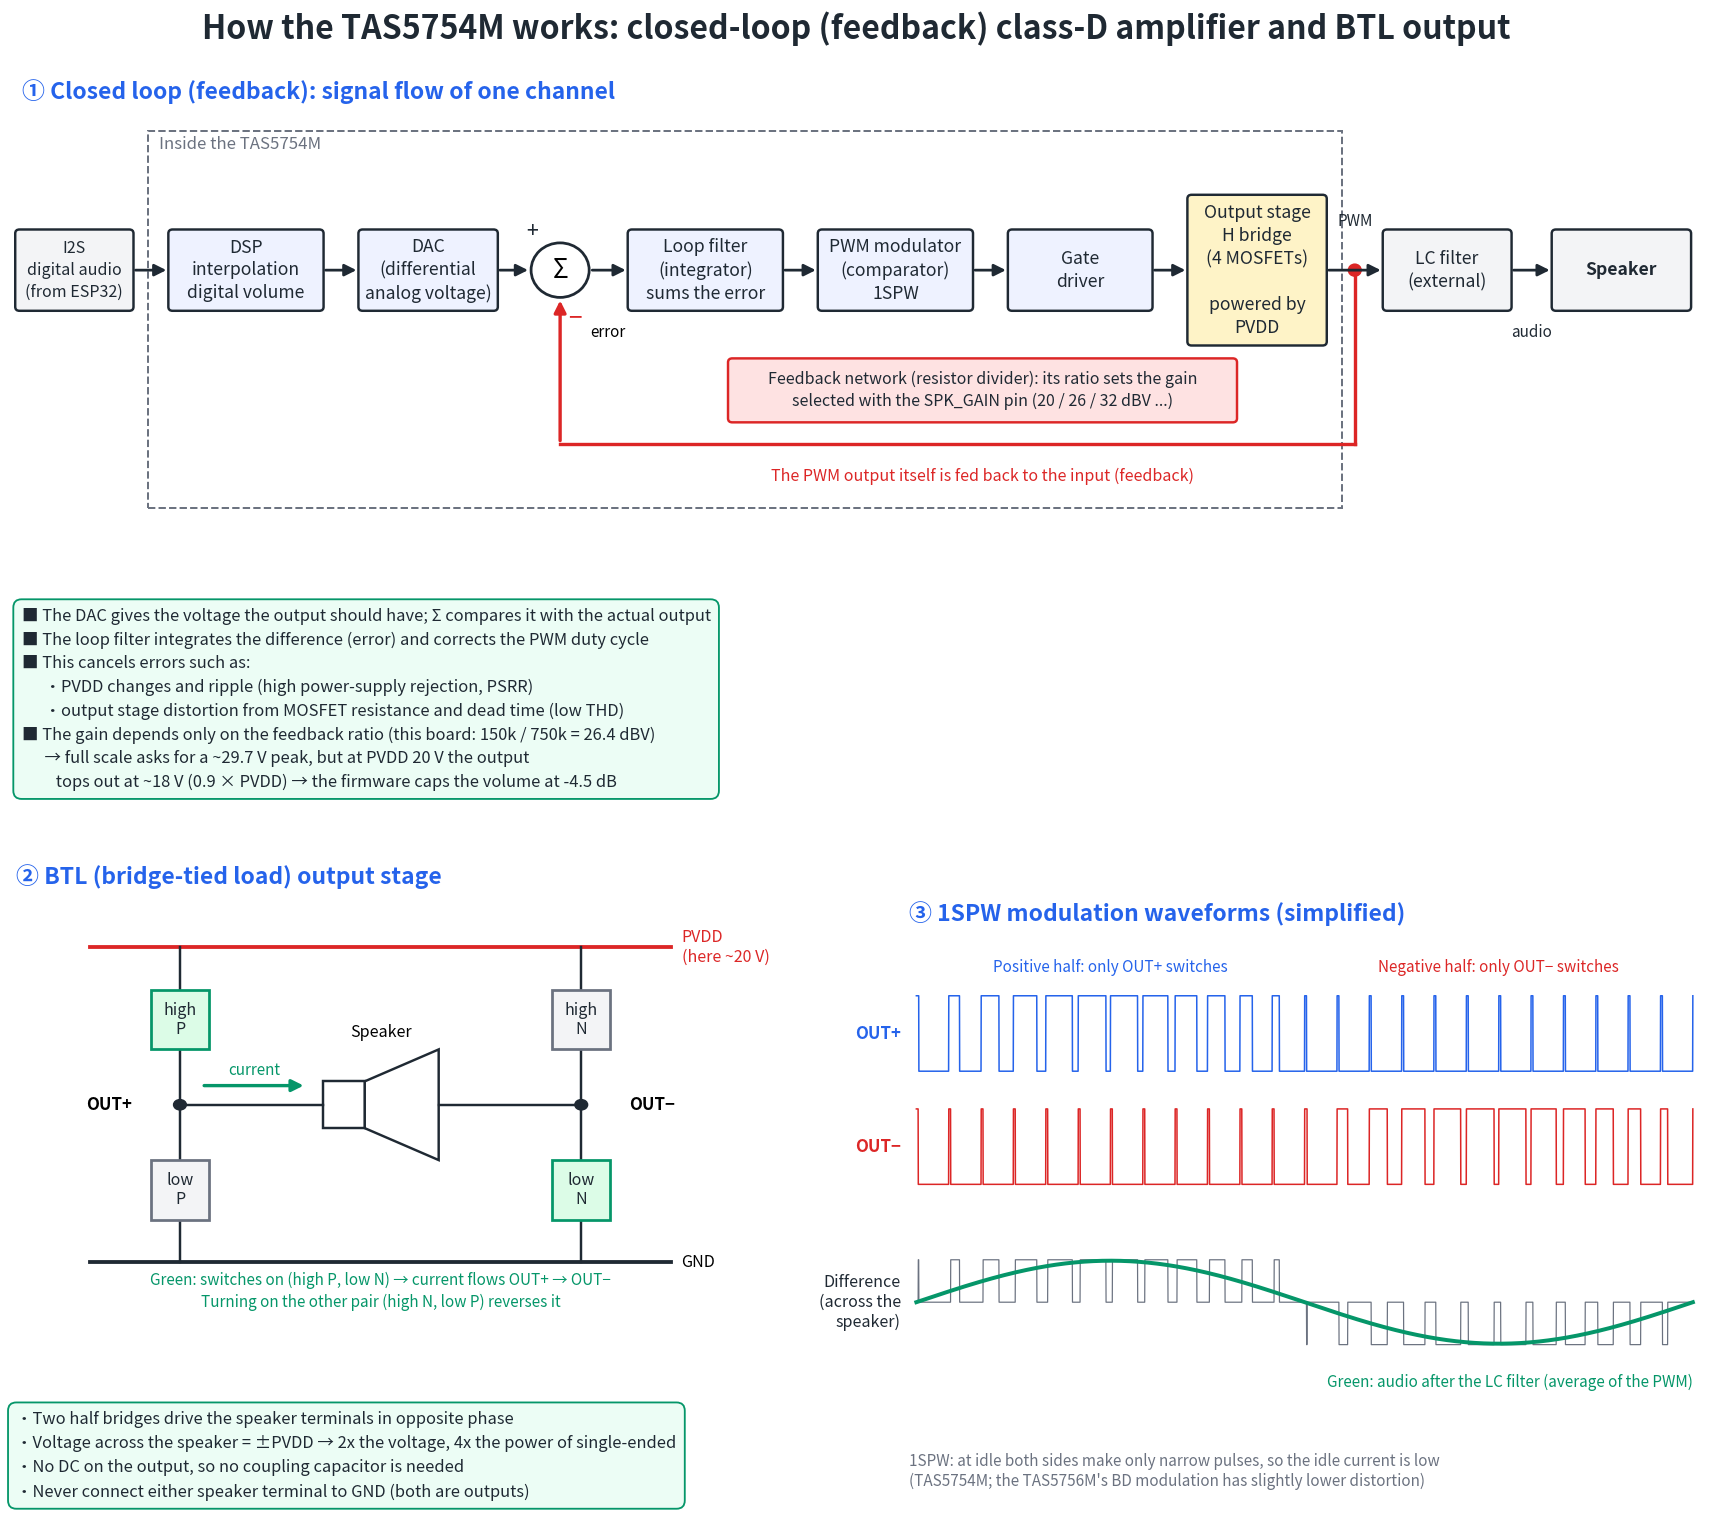 How the TAS5754M works: closed-loop (feedback) class-D amplifier and BTL output
① Closed loop (feedback): signal flow of one channel
Inside the TAS5754M
I2S
digital audio
(from ESP32)
DSP
interpolation
digital volume
DAC
(differential
analog voltage)
+
Σ
−
error
Loop filter
(integrator)
sums the error
PWM modulator
(comparator)
1SPW
Gate
driver
Output stage
H bridge
(4 MOSFETs)
powered by
PVDD
PWM
LC filter
(external)
audio
Speaker
Feedback network (resistor divider): its ratio sets the gain
selected with the SPK_GAIN pin (20 / 26 / 32 dBV ...)
The PWM output itself is fed back to the input (feedback)
■ The DAC gives the voltage the output should have; Σ compares it with the actual output
■ The loop filter integrates the difference (error) and corrects the PWM duty cycle
■ This cancels errors such as:
・PVDD changes and ripple (high power-supply rejection, PSRR)
・output stage distortion from MOSFET resistance and dead time (low THD)
■ The gain depends only on the feedback ratio (this board: 150k / 750k = 26.4 dBV)
→ full scale asks for a ~29.7 V peak, but at PVDD 20 V the output
tops out at ~18 V (0.9 × PVDD) → the firmware caps the volume at -4.5 dB
② BTL (bridge-tied load) output stage
PVDD
(here ~20 V)
high
P
high
N
Speaker
current
OUT+
OUT−
low
P
low
N
GND
Green: switches on (high P, low N) → current flows OUT+ → OUT−
Turning on the other pair (high N, low P) reverses it
・Two half bridges drive the speaker terminals in opposite phase
・Voltage across the speaker = ±PVDD → 2x the voltage, 4x the power of single-ended
・No DC on the output, so no coupling capacitor is needed
・Never connect either speaker terminal to GND (both are outputs)
③ 1SPW modulation waveforms (simplified)
Positive half: only OUT+ switches
Negative half: only OUT− switches
OUT+
OUT−
Difference
(across the
speaker)
Green: audio after the LC filter (average of the PWM)
1SPW: at idle both sides make only narrow pulses, so the idle current is low
(TAS5754M; the TAS5756M's BD modulation has slightly lower distortion)